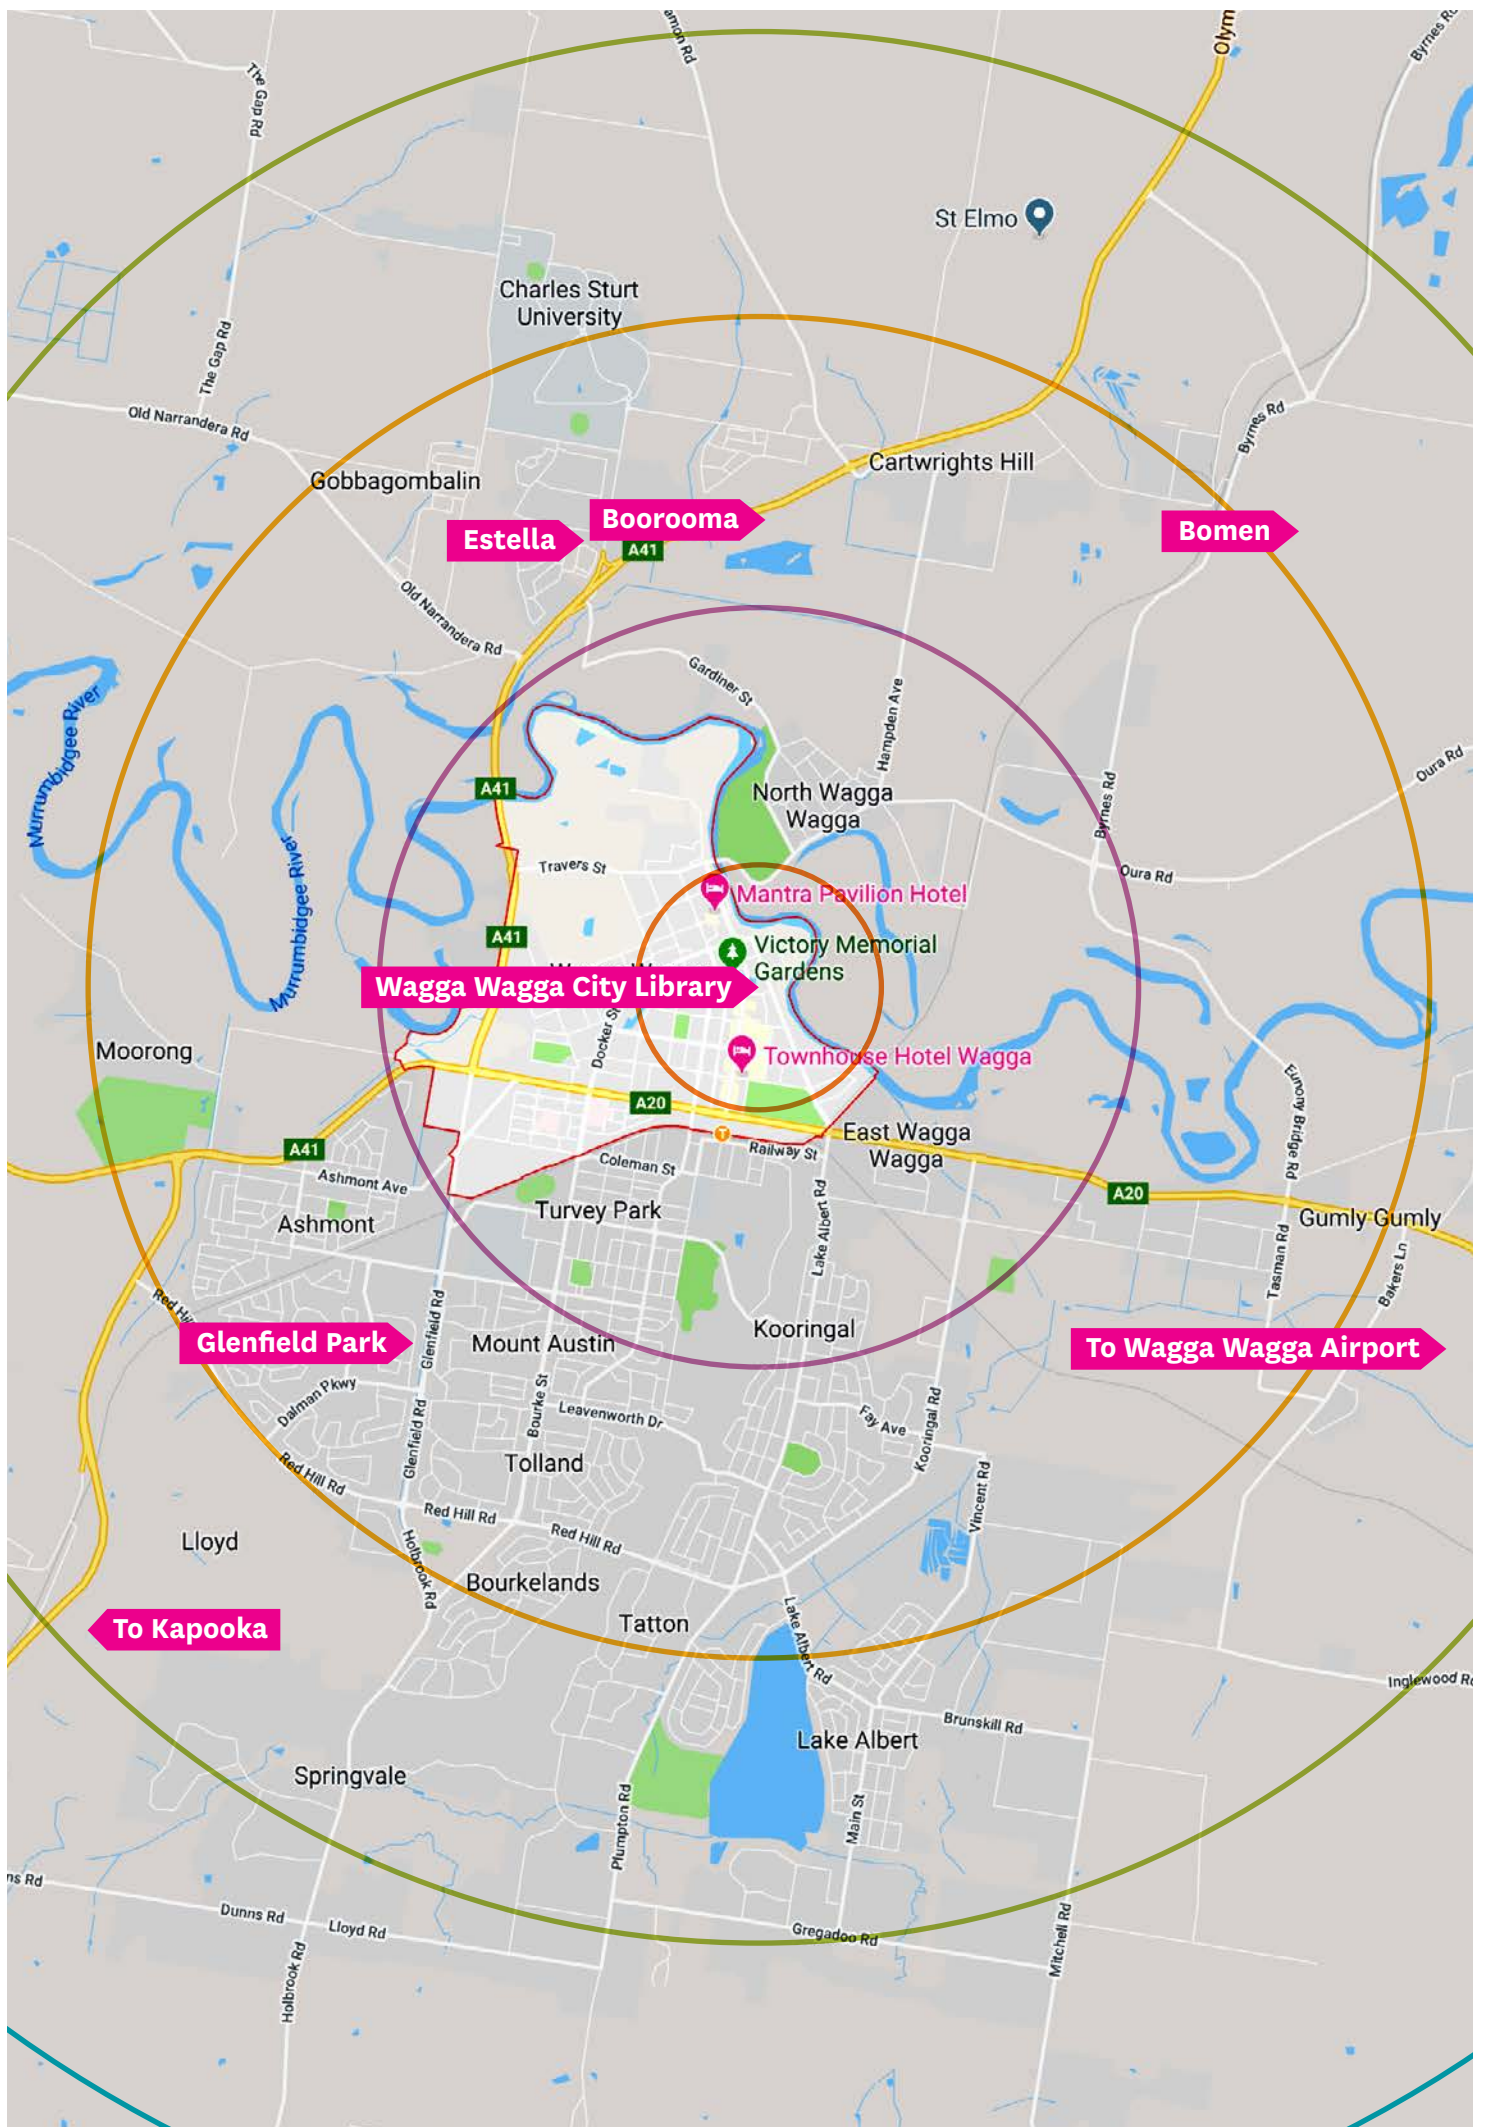 amon Rd
Olym
Byrnes Rd
The Gap Rd
St Elmo
Charles Sturt
University
The Gap Rd
Old Narrandera Rd
Byrnes Rd
Gobbagombalin
Cartwrights Hill
Boorooma
Estella
A41
Bomen
Old Narrandera Rd
Gardiner St
Hampden Ave
Murrumbidgee River
Oura Rd
A41
North Wagga
Wagga
Byrnes Rd
Murrumbidgee River
Travers St
Oura Rd
Mantra Pavilion Hotel
A41
Victory Memorial
Gardens
Wagga Wagga City Library
Docker St
Moorong
Townhouse Hotel Wagga
Eunony Bridge Rd
A20
A41
East Wagga
Wagga
Railway St
Coleman St
Ashmont Ave
A20
Turvey Park
Lake Albert Rd
Ashmont
Gumly Gumly
Tasman Rd
Bakers Ln
Red Hil
Glenfield Rd
Glenfield Park
Mount Austin
Kooringal
To Wagga Wagga Airport
Dalman Pkwy
Bourke St
Leavenworth Dr
Fay Ave
Kooringal Rd
Glenfield Rd
Tolland
Red Hill Rd
Vincent Rd
Red Hill Rd
Red Hill Rd
Lloyd
Holbrook Rd
Bourkelands
Tatton
Lake Albert Rd
To Kapooka
Inglewood Rd
Brunskill Rd
Lake Albert
Springvale
Plumpton Rd
Main St
ns Rd
Dunns Rd
Lloyd Rd
Gregadoo Rd
Mitchell Rd
Holbrook Rd